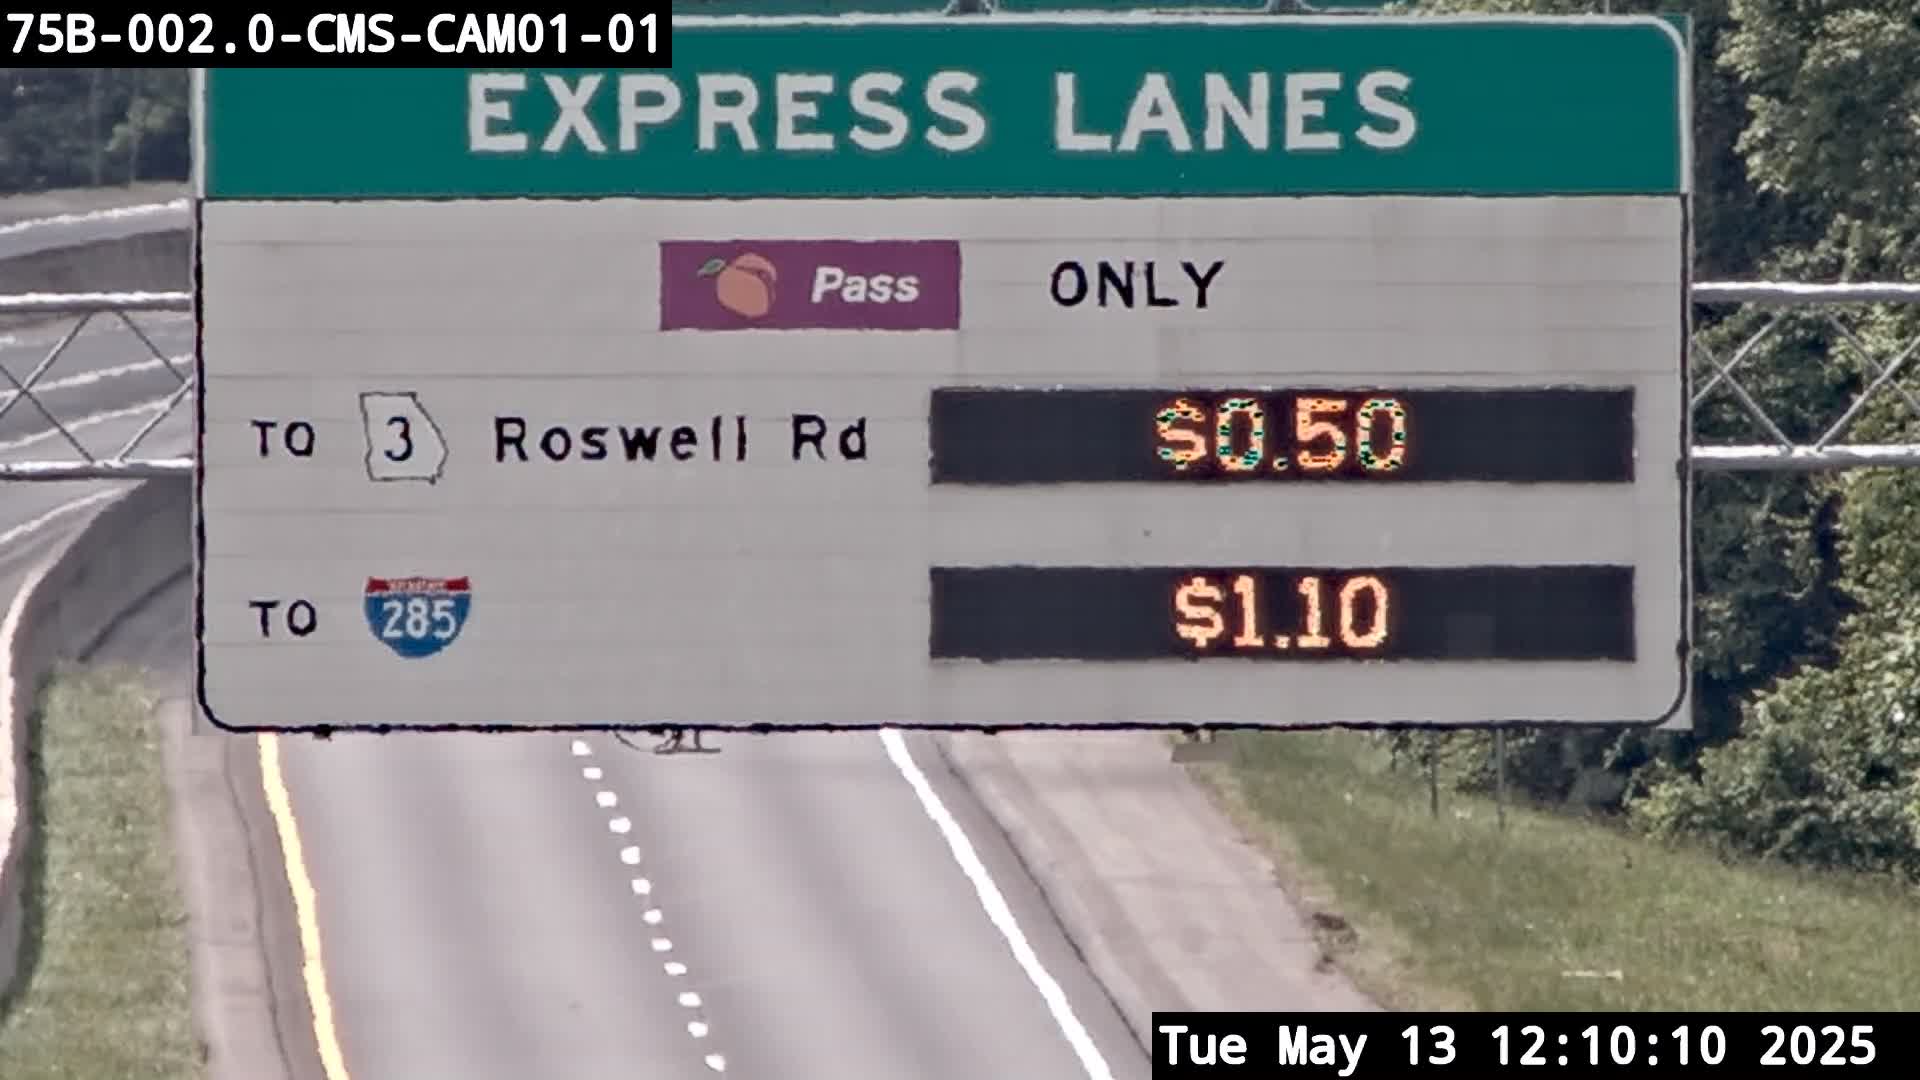 75B-002.0-CMS-CAM01-01
EXPRESS LANES
Pass ONLY
TO 3 Roswell Rd $0.50
TO 285 $1.10
Tue May 13 12:10:10 2025